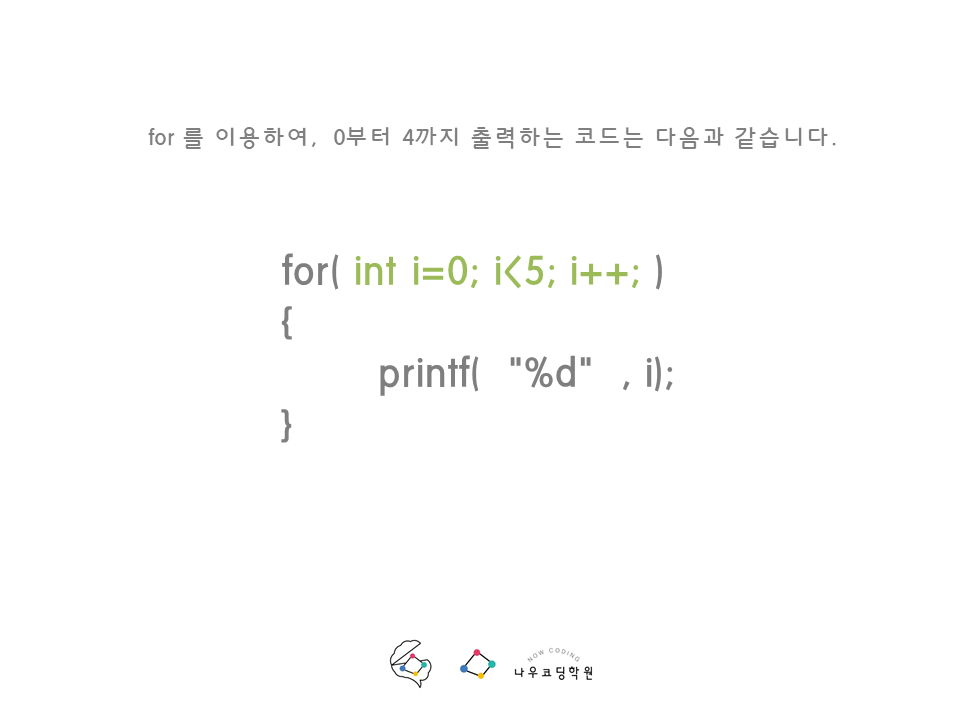 for 를 이용하여, 0부터 4까지 출력하는 코드는 다음과 같습니다.
for( int i=0; i<5; i++; )
{
printf( "%d" , i);
}
NOW CODING
나우코딩학원